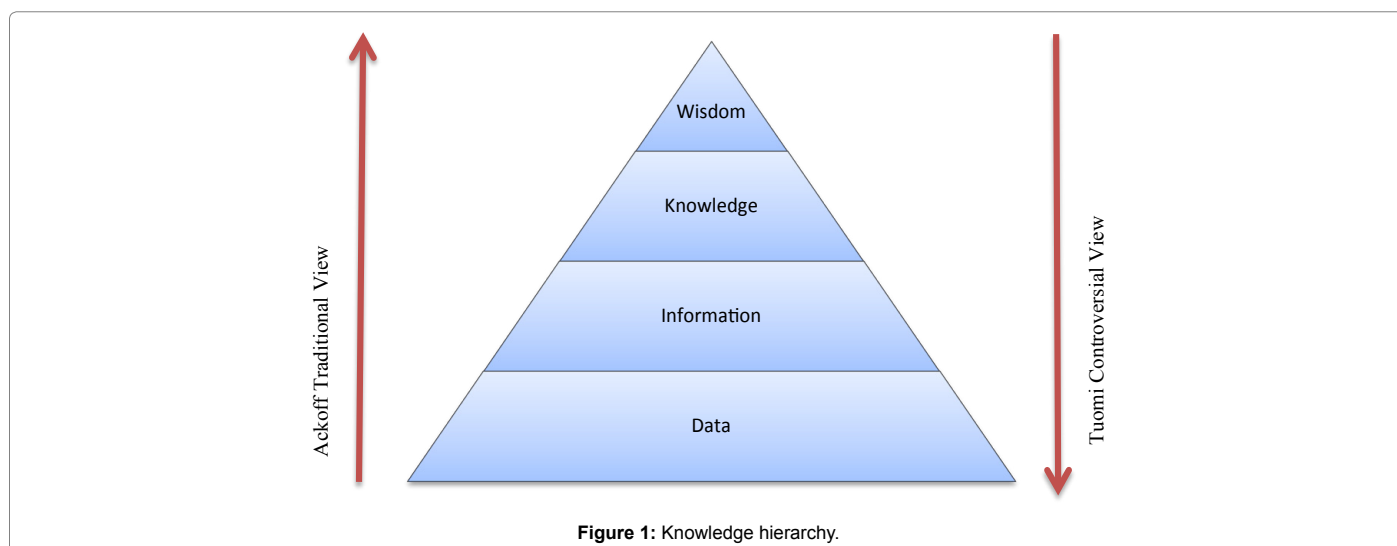 Wisdom
Knowledge
Information
Data
Ackoff Traditional View
Tuomi Controversial View
Figure 1: Knowledge hierarchy.